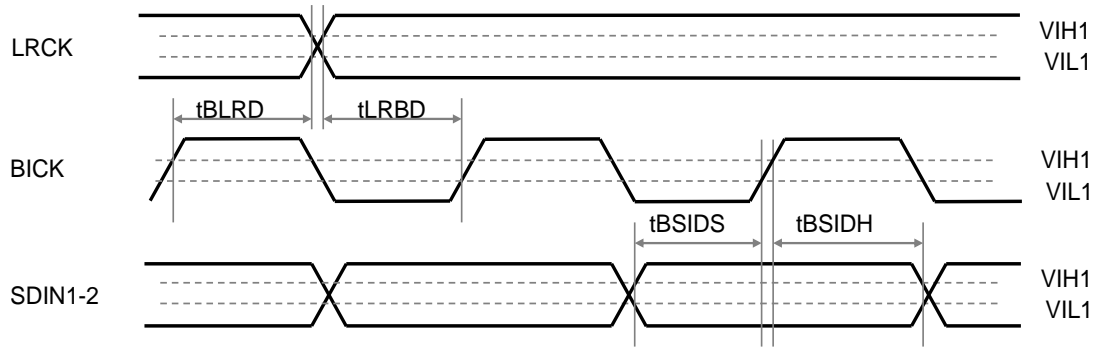 LRCK
VIH1
VIL1
tBLRD
tLRBD
BICK
VIH1
VIL1
tBSIDS
tBSIDH
SDIN1-2
VIH1
VIL1